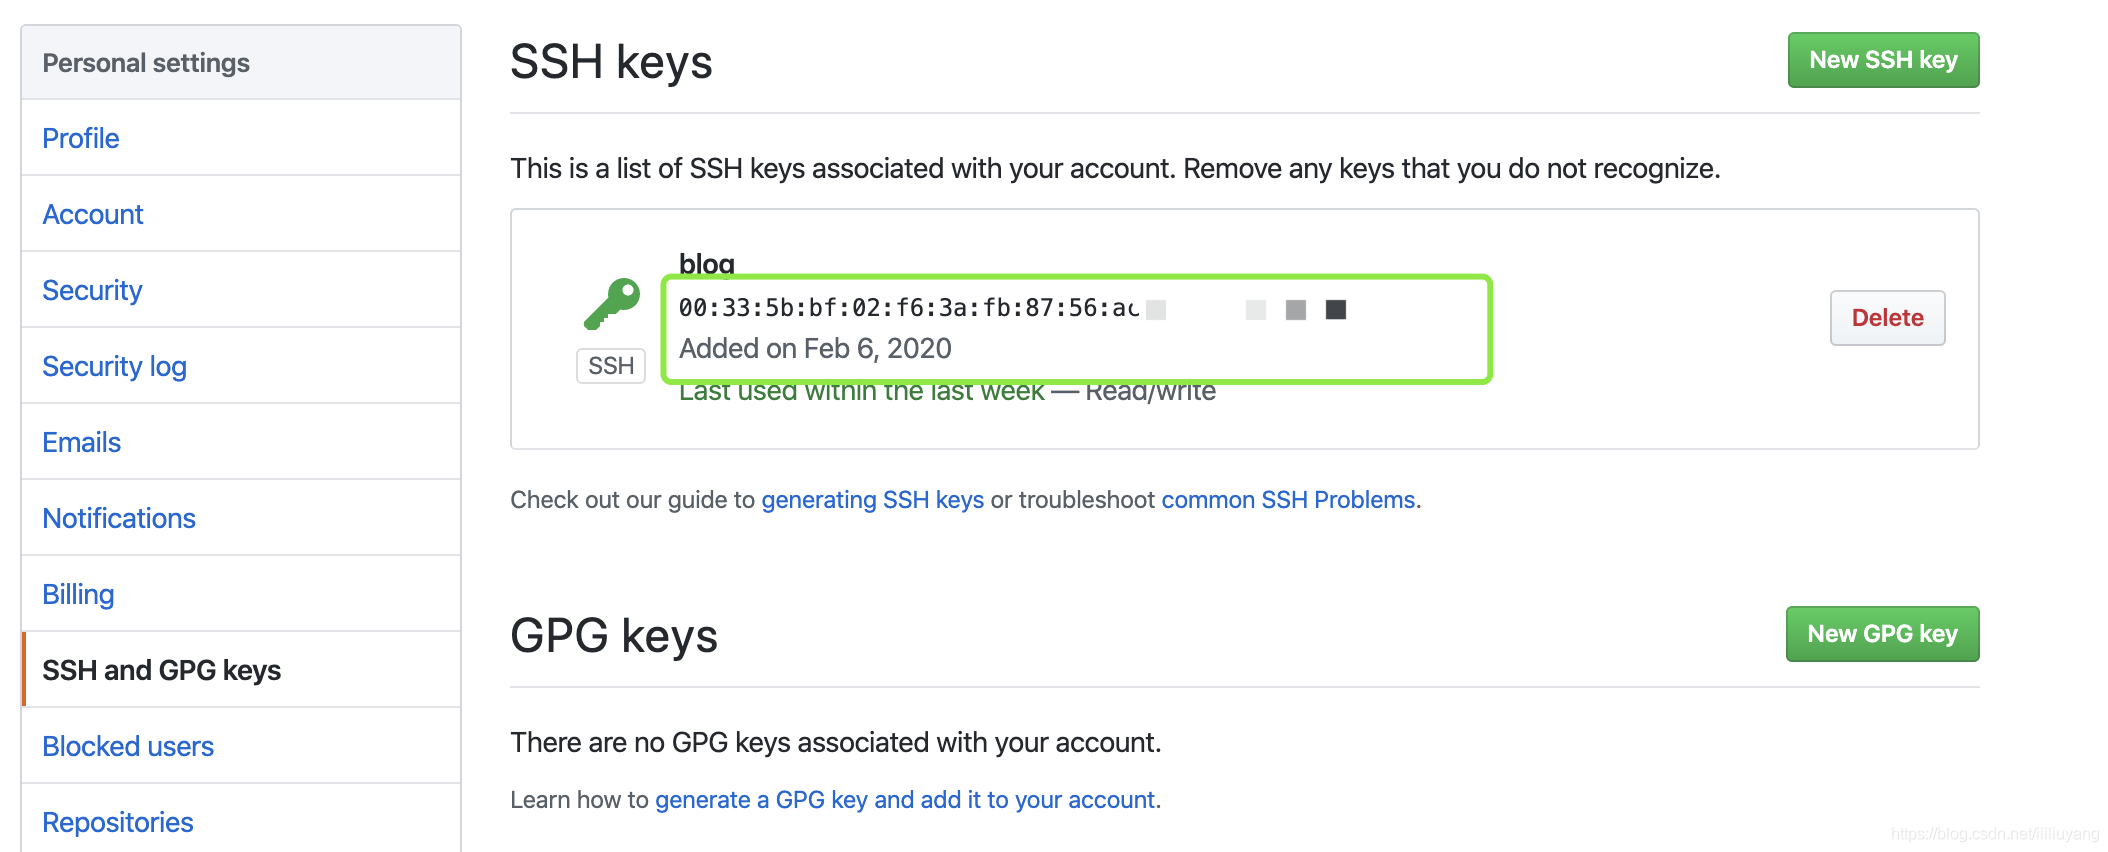 Personal settings
Profile
Account
Security
Security log
Emails
Notifications
Billing
SSH and GPG keys
Blocked users
Repositories
SSH keys
New SSH key
This is a list of SSH keys associated with your account. Remove any keys that you do not recognize.
blog
00:33:5b:bf:02:f6:3a:fb:87:56:ac
Added on Feb 6, 2020
SSH
Last used within the last week — Read/write
Delete
Check out our guide to generating SSH keys or troubleshoot common SSH Problems.
GPG keys
New GPG key
There are no GPG keys associated with your account.
Learn how to generate a GPG key and add it to your account.
https://blog.csdn.net/iiiliuyang